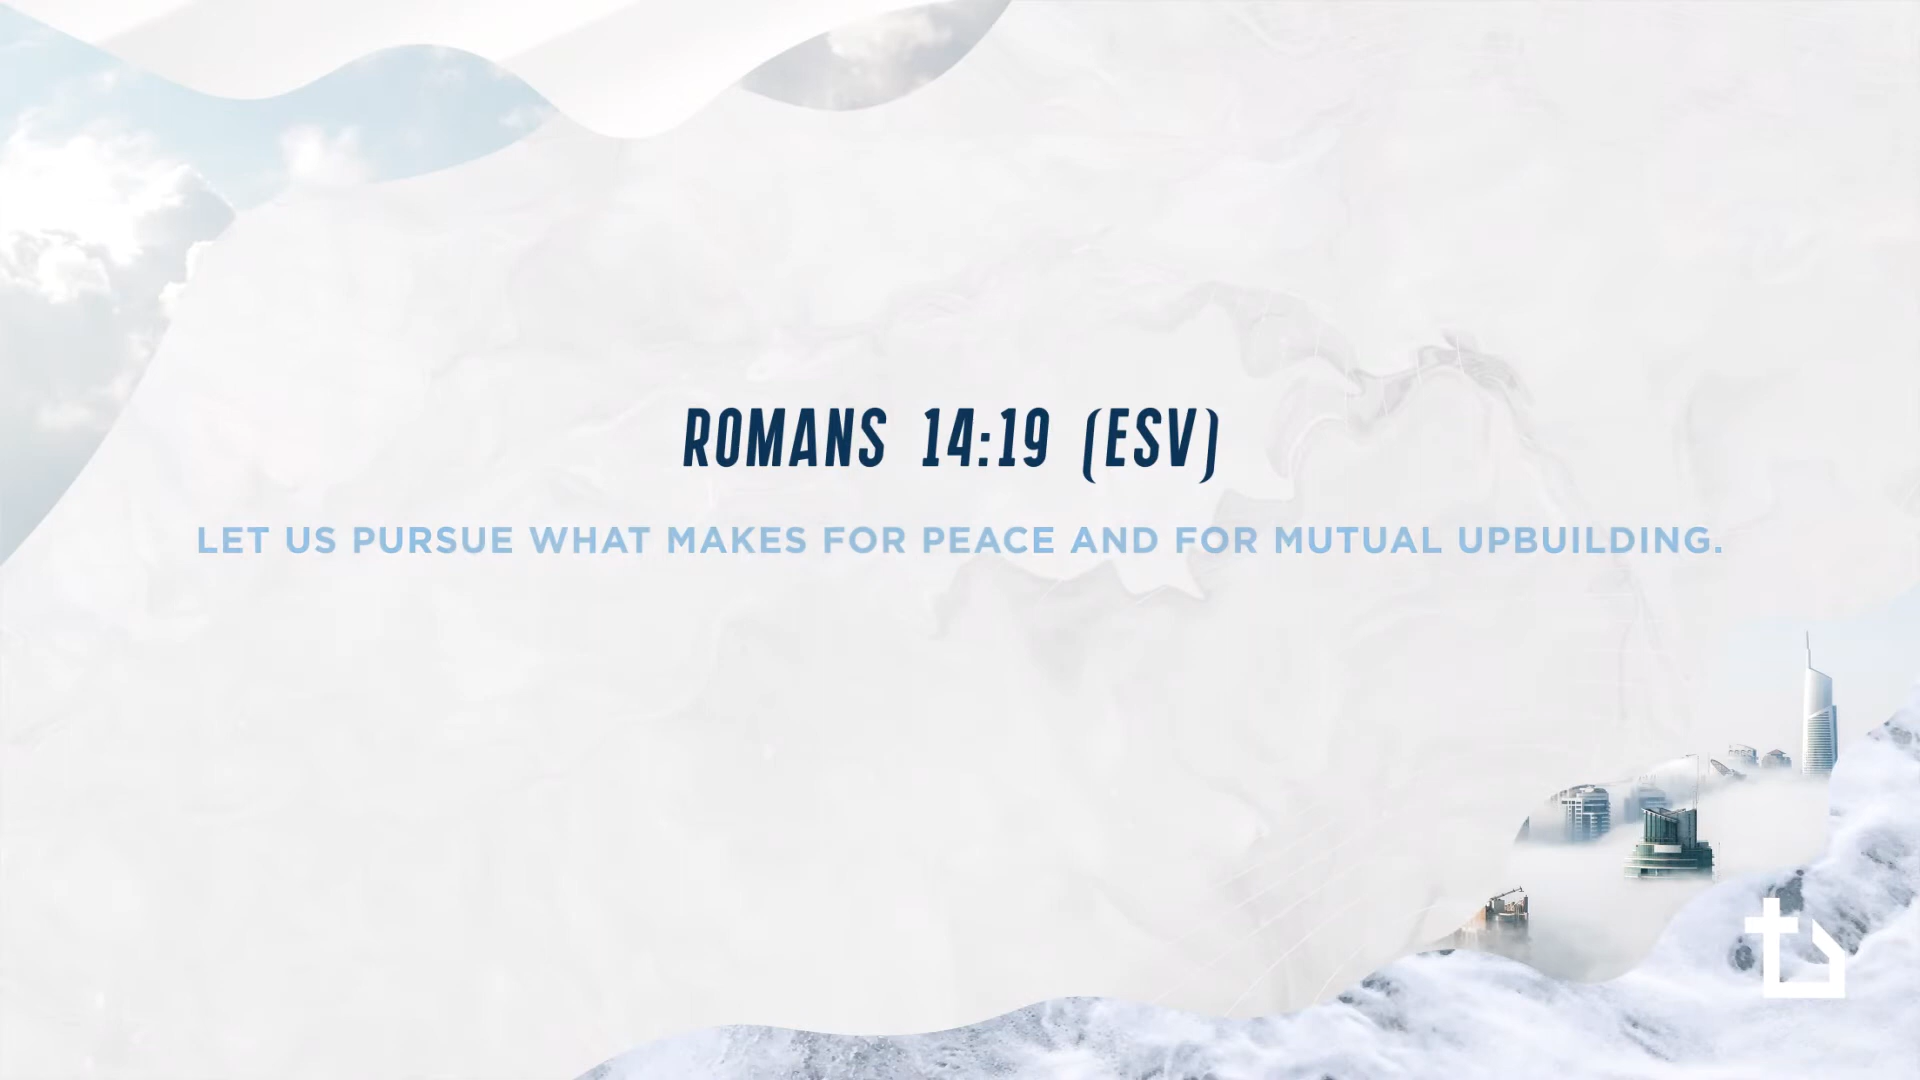 ROMANS 14:19 (ESV)
LET US PURSUE WHAT MAKES FOR PEACE AND FOR MUTUAL UPBUILDING.